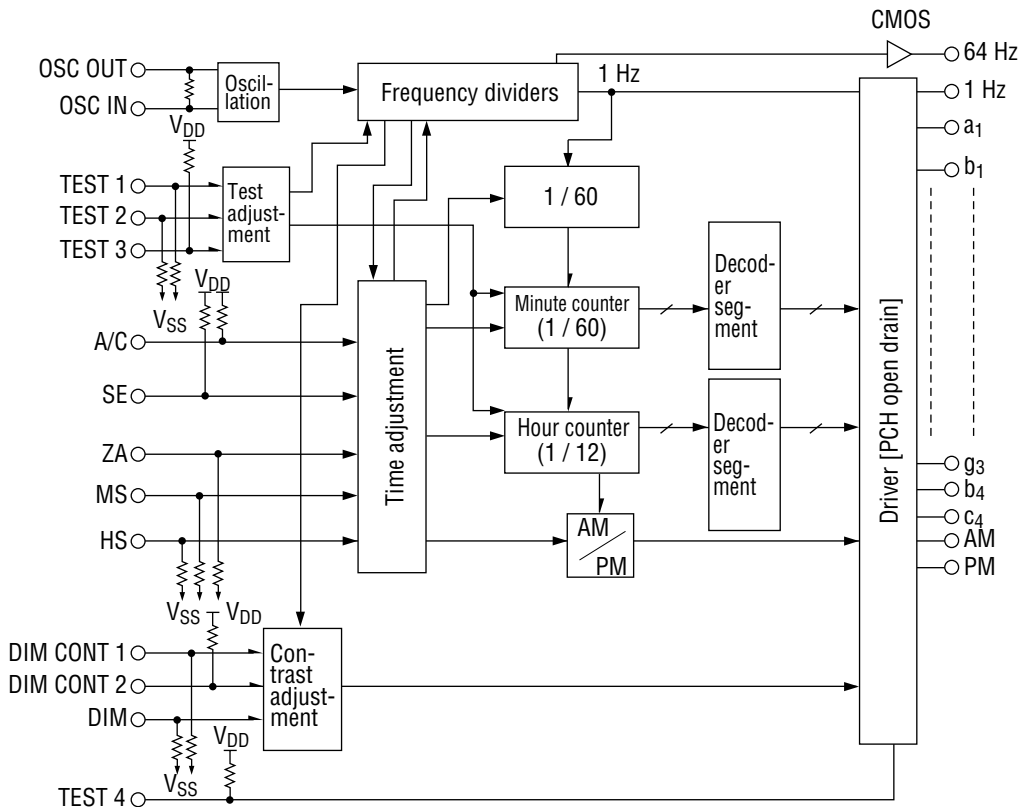 CMOS
64 Hz
OSC OUT
OSC IN
Oscil-
lation
Frequency dividers
1 Hz
1 Hz
a1
b1
VDD
TEST 1
TEST 2
TEST 3
Test
adjust-
ment
1 / 60
VSS
VDD
A/C
SE
ZA
MS
HS
Time adjustment
Minute counter
(1 / 60)
Decod-
er
seg-
ment
Hour counter
(1 / 12)
Decod-
er
seg-
ment
AM
PM
Driver [PCH open drain]
g3
b4
c4
AM
PM
VSS
VDD
DIM CONT 1
DIM CONT 2
DIM
Con-
trast
adjust-
ment
VSS
VDD
TEST 4